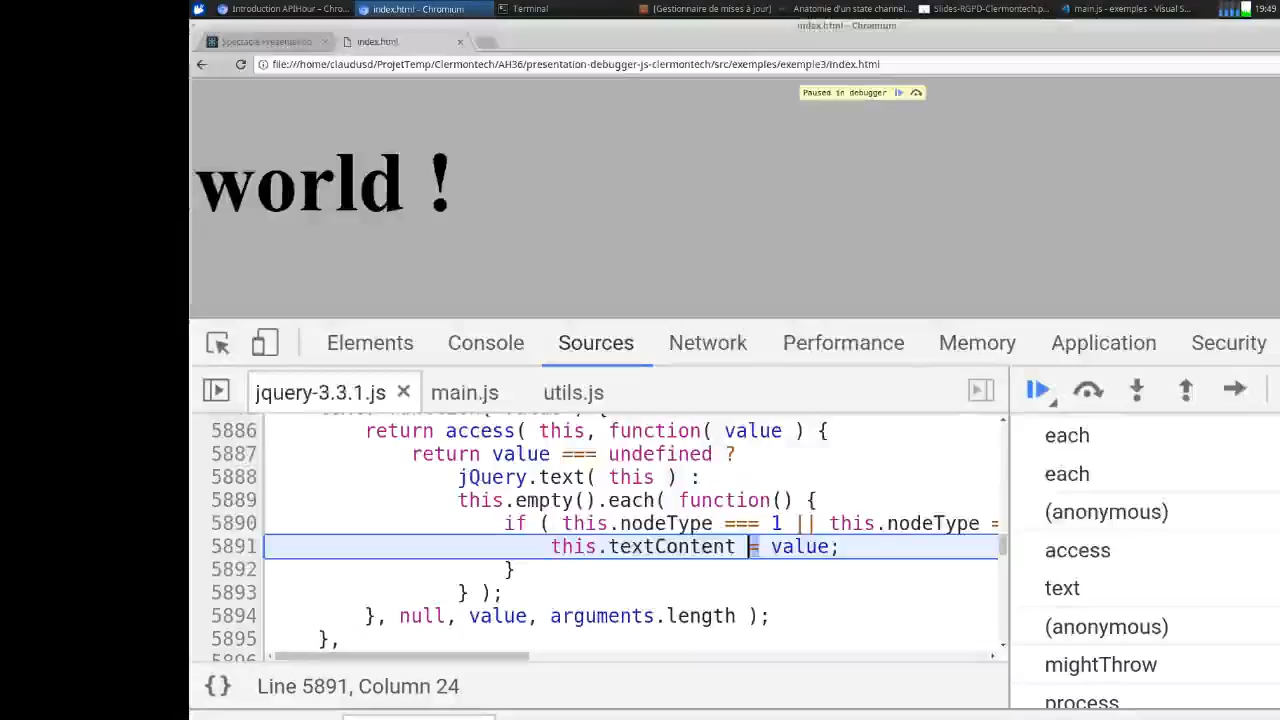 Introduction APIHour – Chro...
index.html - Chromium
Terminal
[Gestionnaire de mises à jour]
Anatomie d'un state channel...
Slides-RGPD-Clermontech.p...
main.js - exemples - Visual S...
19:49
index.html - Chromium
Spectacle Presentation
index.html
file:///home/claudusd/ProjetTemp/Clermontech/AH36/presentation-debugger-js-clermontech/src/exemples/exemple3/index.html
Paused in debugger
world !
Elements
Console
Sources
Network
Performance
Memory
Application
Security
jquery-3.3.1.js
main.js
utils.js
5886 return access( this, function( value ) {
5887 return value === undefined ?
5888 jQuery.text( this ) :
5889 this.empty().each( function() {
5890 if ( this.nodeType === 1 || this.nodeType =
5891 this.textContent = value;
5892 }
5893 } );
5894 }, null, value, arguments.length );
5895 },
5896
{} Line 5891, Column 24
each
each
(anonymous)
access
text
(anonymous)
mightThrow
process